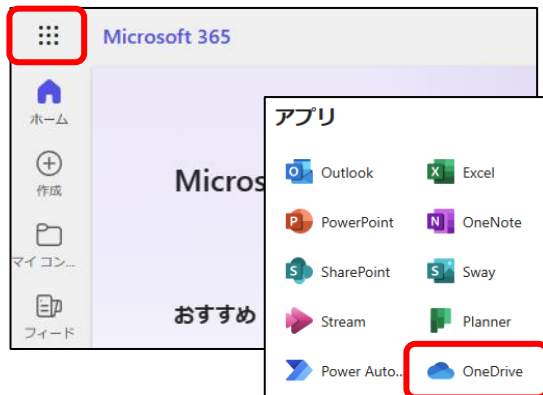 Microsoft 365
ホーム
作成
マイ コン...
フィード
Micros
おすすめ
アプリ
Outlook
Excel
PowerPoint
OneNote
SharePoint
Sway
Stream
Planner
Power Auto...
OneDrive